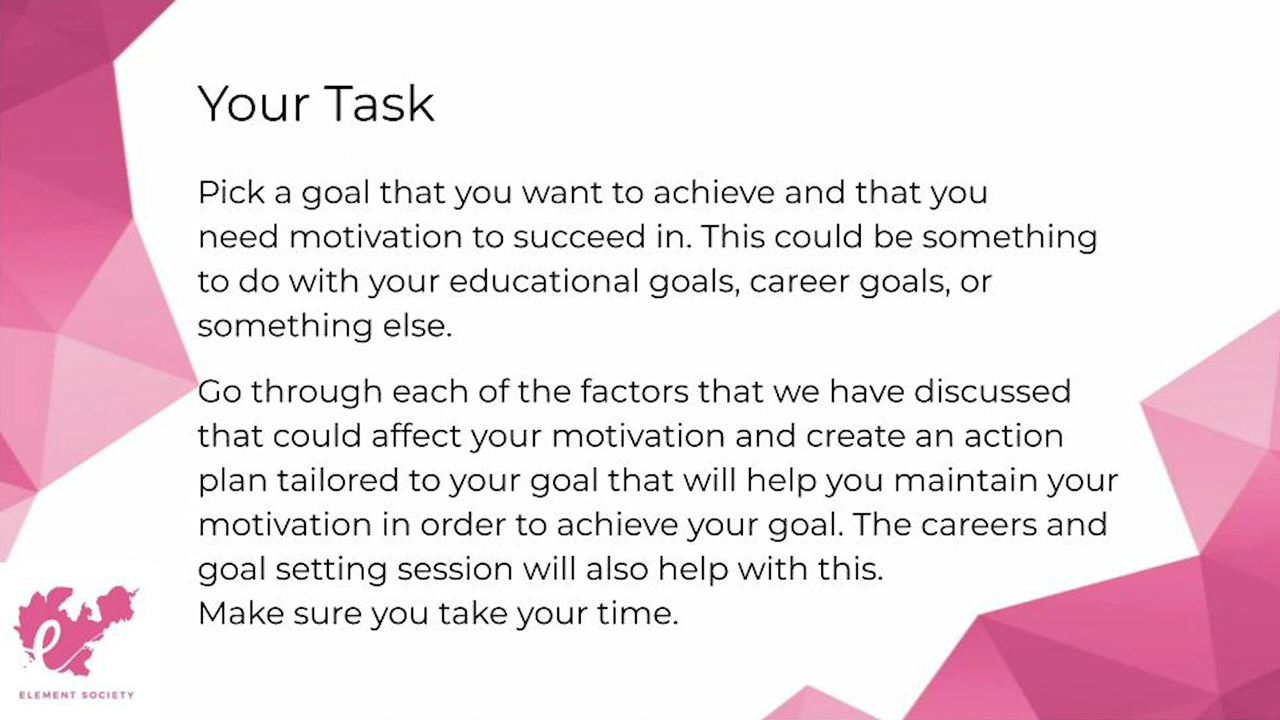 Your Task
Pick a goal that you want to achieve and that you
need motivation to succeed in. This could be something
to do with your educational goals, career goals, or
something else.
Go through each of the factors that we have discussed
that could affect your motivation and create an action
plan tailored to your goal that will help you maintain your
motivation in order to achieve your goal. The careers and
goal setting session will also help with this.
Make sure you take your time.
e
ELEMENT SOCIETY